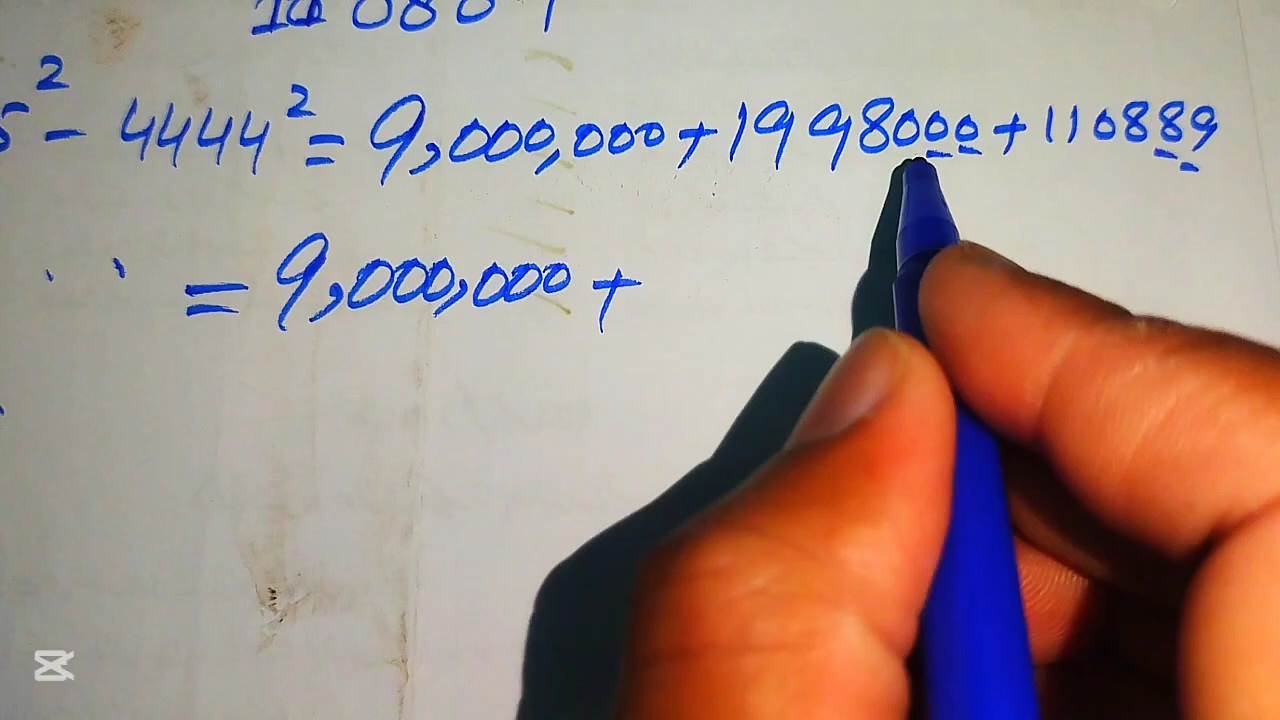 5² - 4444² = 9,000,000 + 1998000 + 110889
= 9,000,000 +